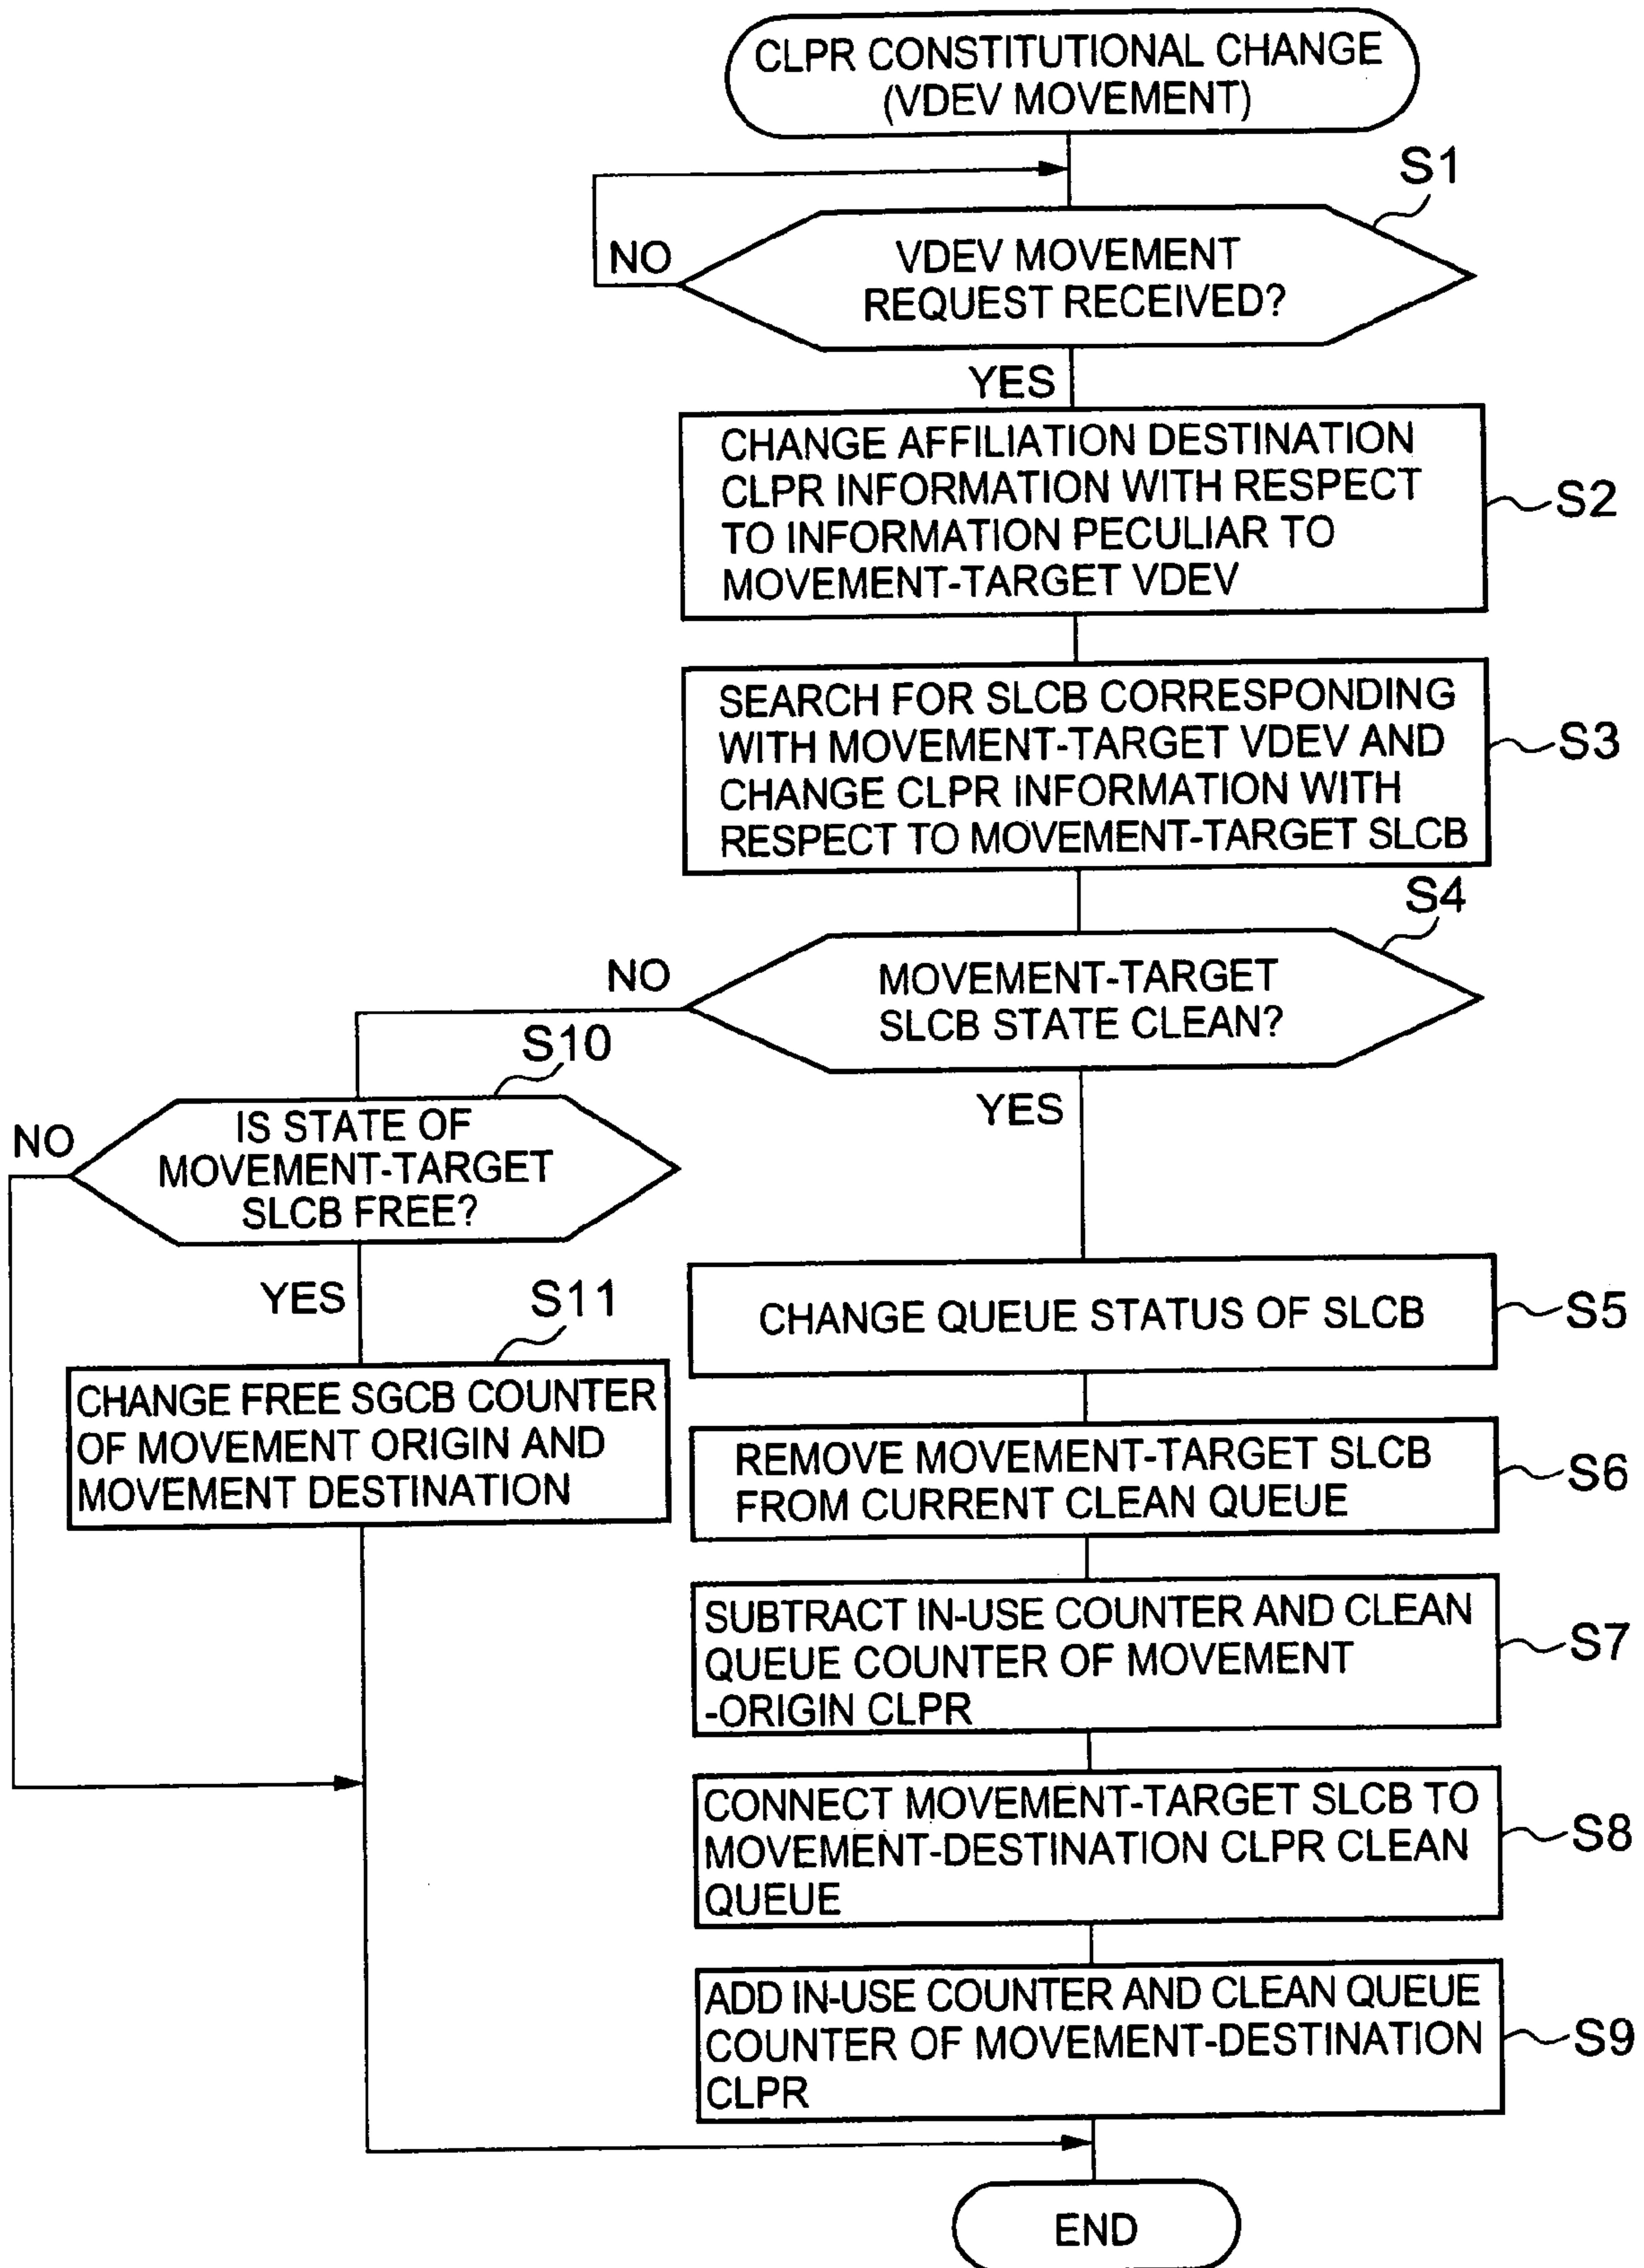 CLPR CONSTITUTIONAL CHANGE
(VDEV MOVEMENT)
S1
NO
VDEV MOVEMENT
REQUEST RECEIVED?
YES
CHANGE AFFILIATION DESTINATION
CLPR INFORMATION WITH RESPECT
TO INFORMATION PECULIAR TO
MOVEMENT-TARGET VDEV
S2
SEARCH FOR SLCB CORRESPONDING
WITH MOVEMENT-TARGET VDEV AND
CHANGE CLPR INFORMATION WITH
RESPECT TO MOVEMENT-TARGET SLCB
S3
S4
NO
MOVEMENT-TARGET
SLCB STATE CLEAN?
YES
S10
NO
IS STATE OF
MOVEMENT-TARGET
SLCB FREE?
YES
S11
CHANGE FREE SGCB COUNTER
OF MOVEMENT ORIGIN AND
MOVEMENT DESTINATION
CHANGE QUEUE STATUS OF SLCB
S5
REMOVE MOVEMENT-TARGET SLCB
FROM CURRENT CLEAN QUEUE
S6
SUBTRACT IN-USE COUNTER AND CLEAN
QUEUE COUNTER OF MOVEMENT
-ORIGIN CLPR
S7
CONNECT MOVEMENT-TARGET SLCB TO
MOVEMENT-DESTINATION CLPR CLEAN
QUEUE
S8
ADD IN-USE COUNTER AND CLEAN QUEUE
COUNTER OF MOVEMENT-DESTINATION
CLPR
S9
END